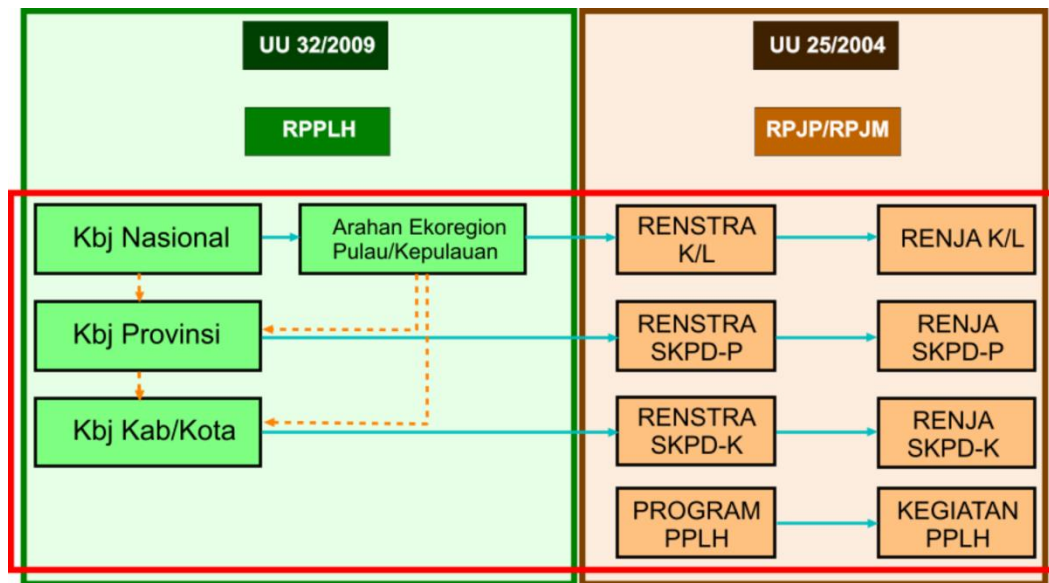 UU 32/2009
UU 25/2004
RPPLH
RPJP/RPJM
Kbj Nasional
Arahan Ekoregion
Pulau/Kepulauan
RENSTRA
K/L
RENJA K/L
Kbj Provinsi
RENSTRA
SKPD-P
RENJA
SKPD-P
Kbj Kab/Kota
RENSTRA
SKPD-K
RENJA
SKPD-K
PROGRAM
PPLH
KEGIATAN
PPLH